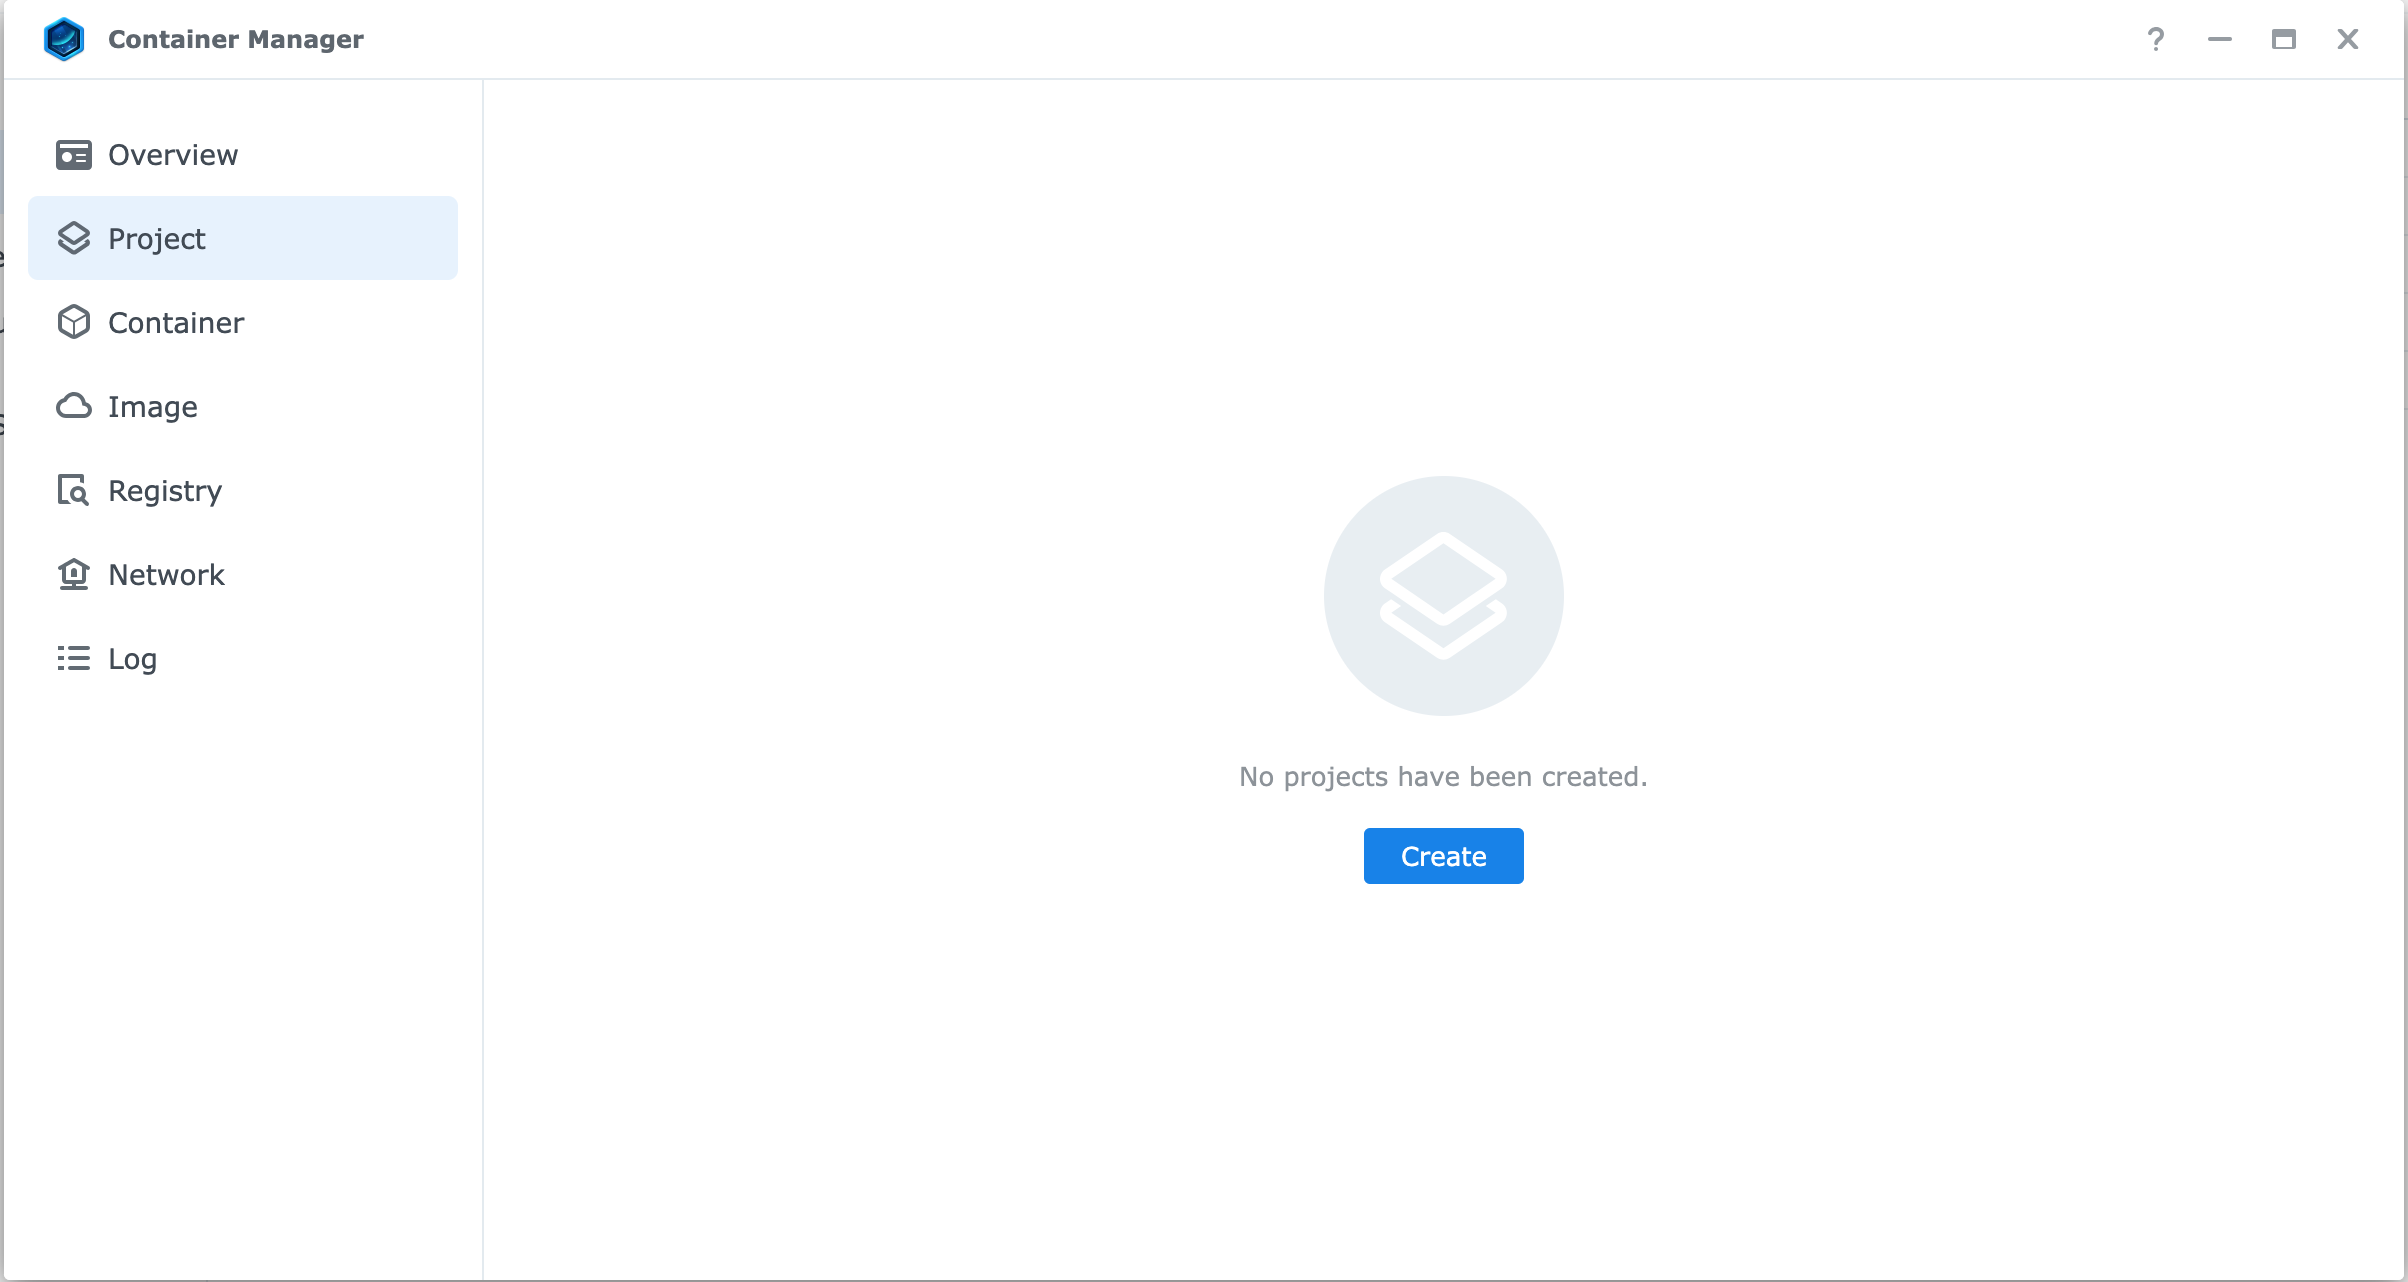 Container Manager
Overview
Project
Container
Image
Registry
Network
Log
No projects have been created.
Create